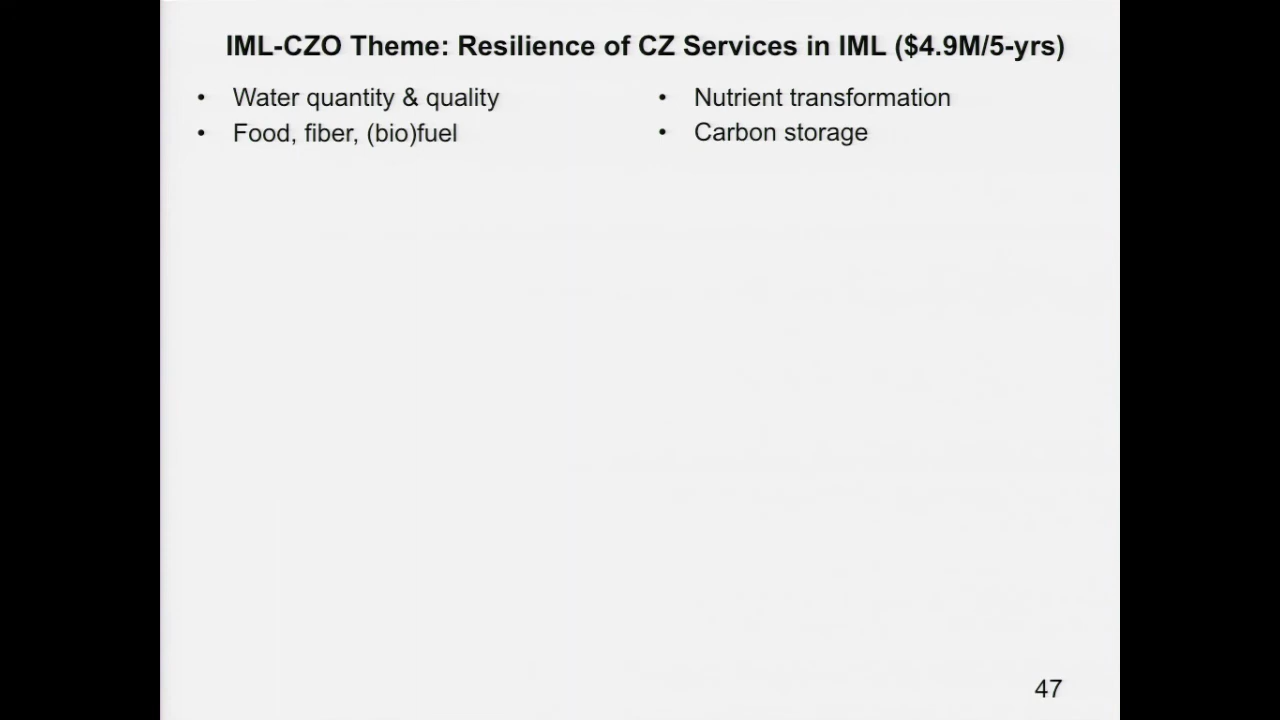 IML-CZO Theme: Resilience of CZ Services in IML ($4.9M/5-yrs)
• Water quantity & quality
• Food, fiber, (bio)fuel
• Nutrient transformation
• Carbon storage
47